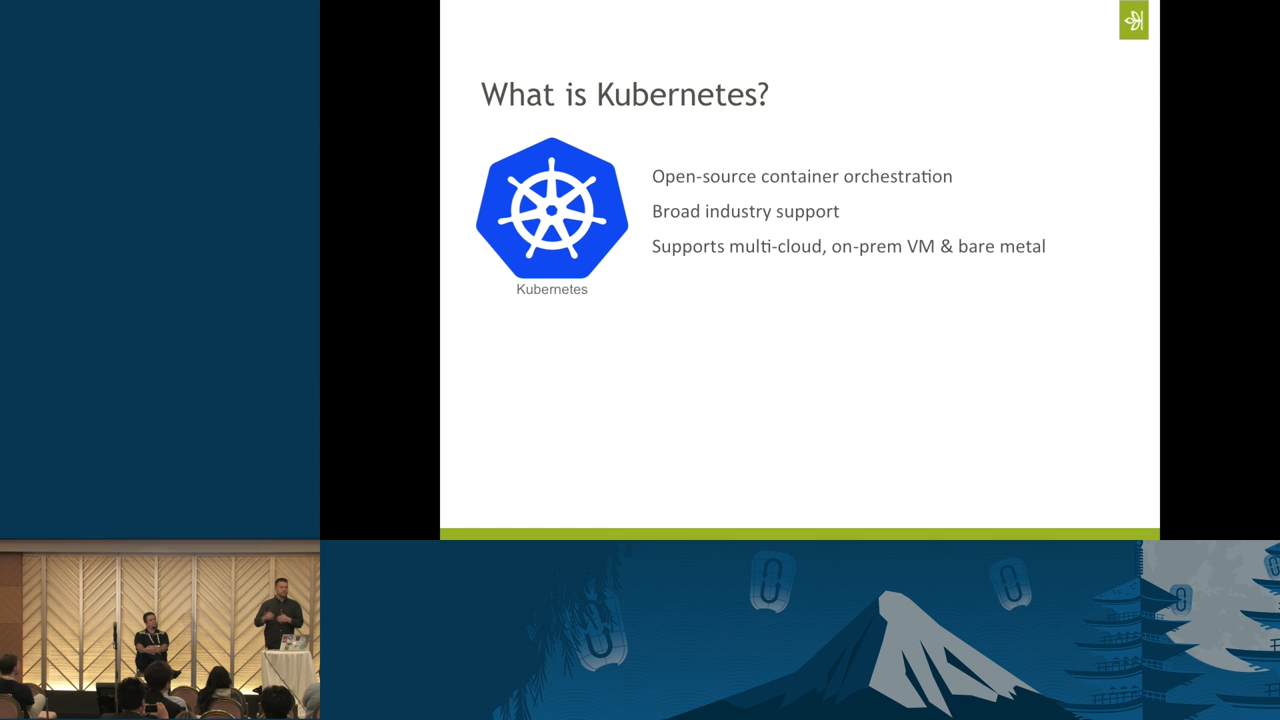 What is Kubernetes?
Open-source container orchestration
Broad industry support
Supports multi-cloud, on-prem VM & bare metal
Kubernetes